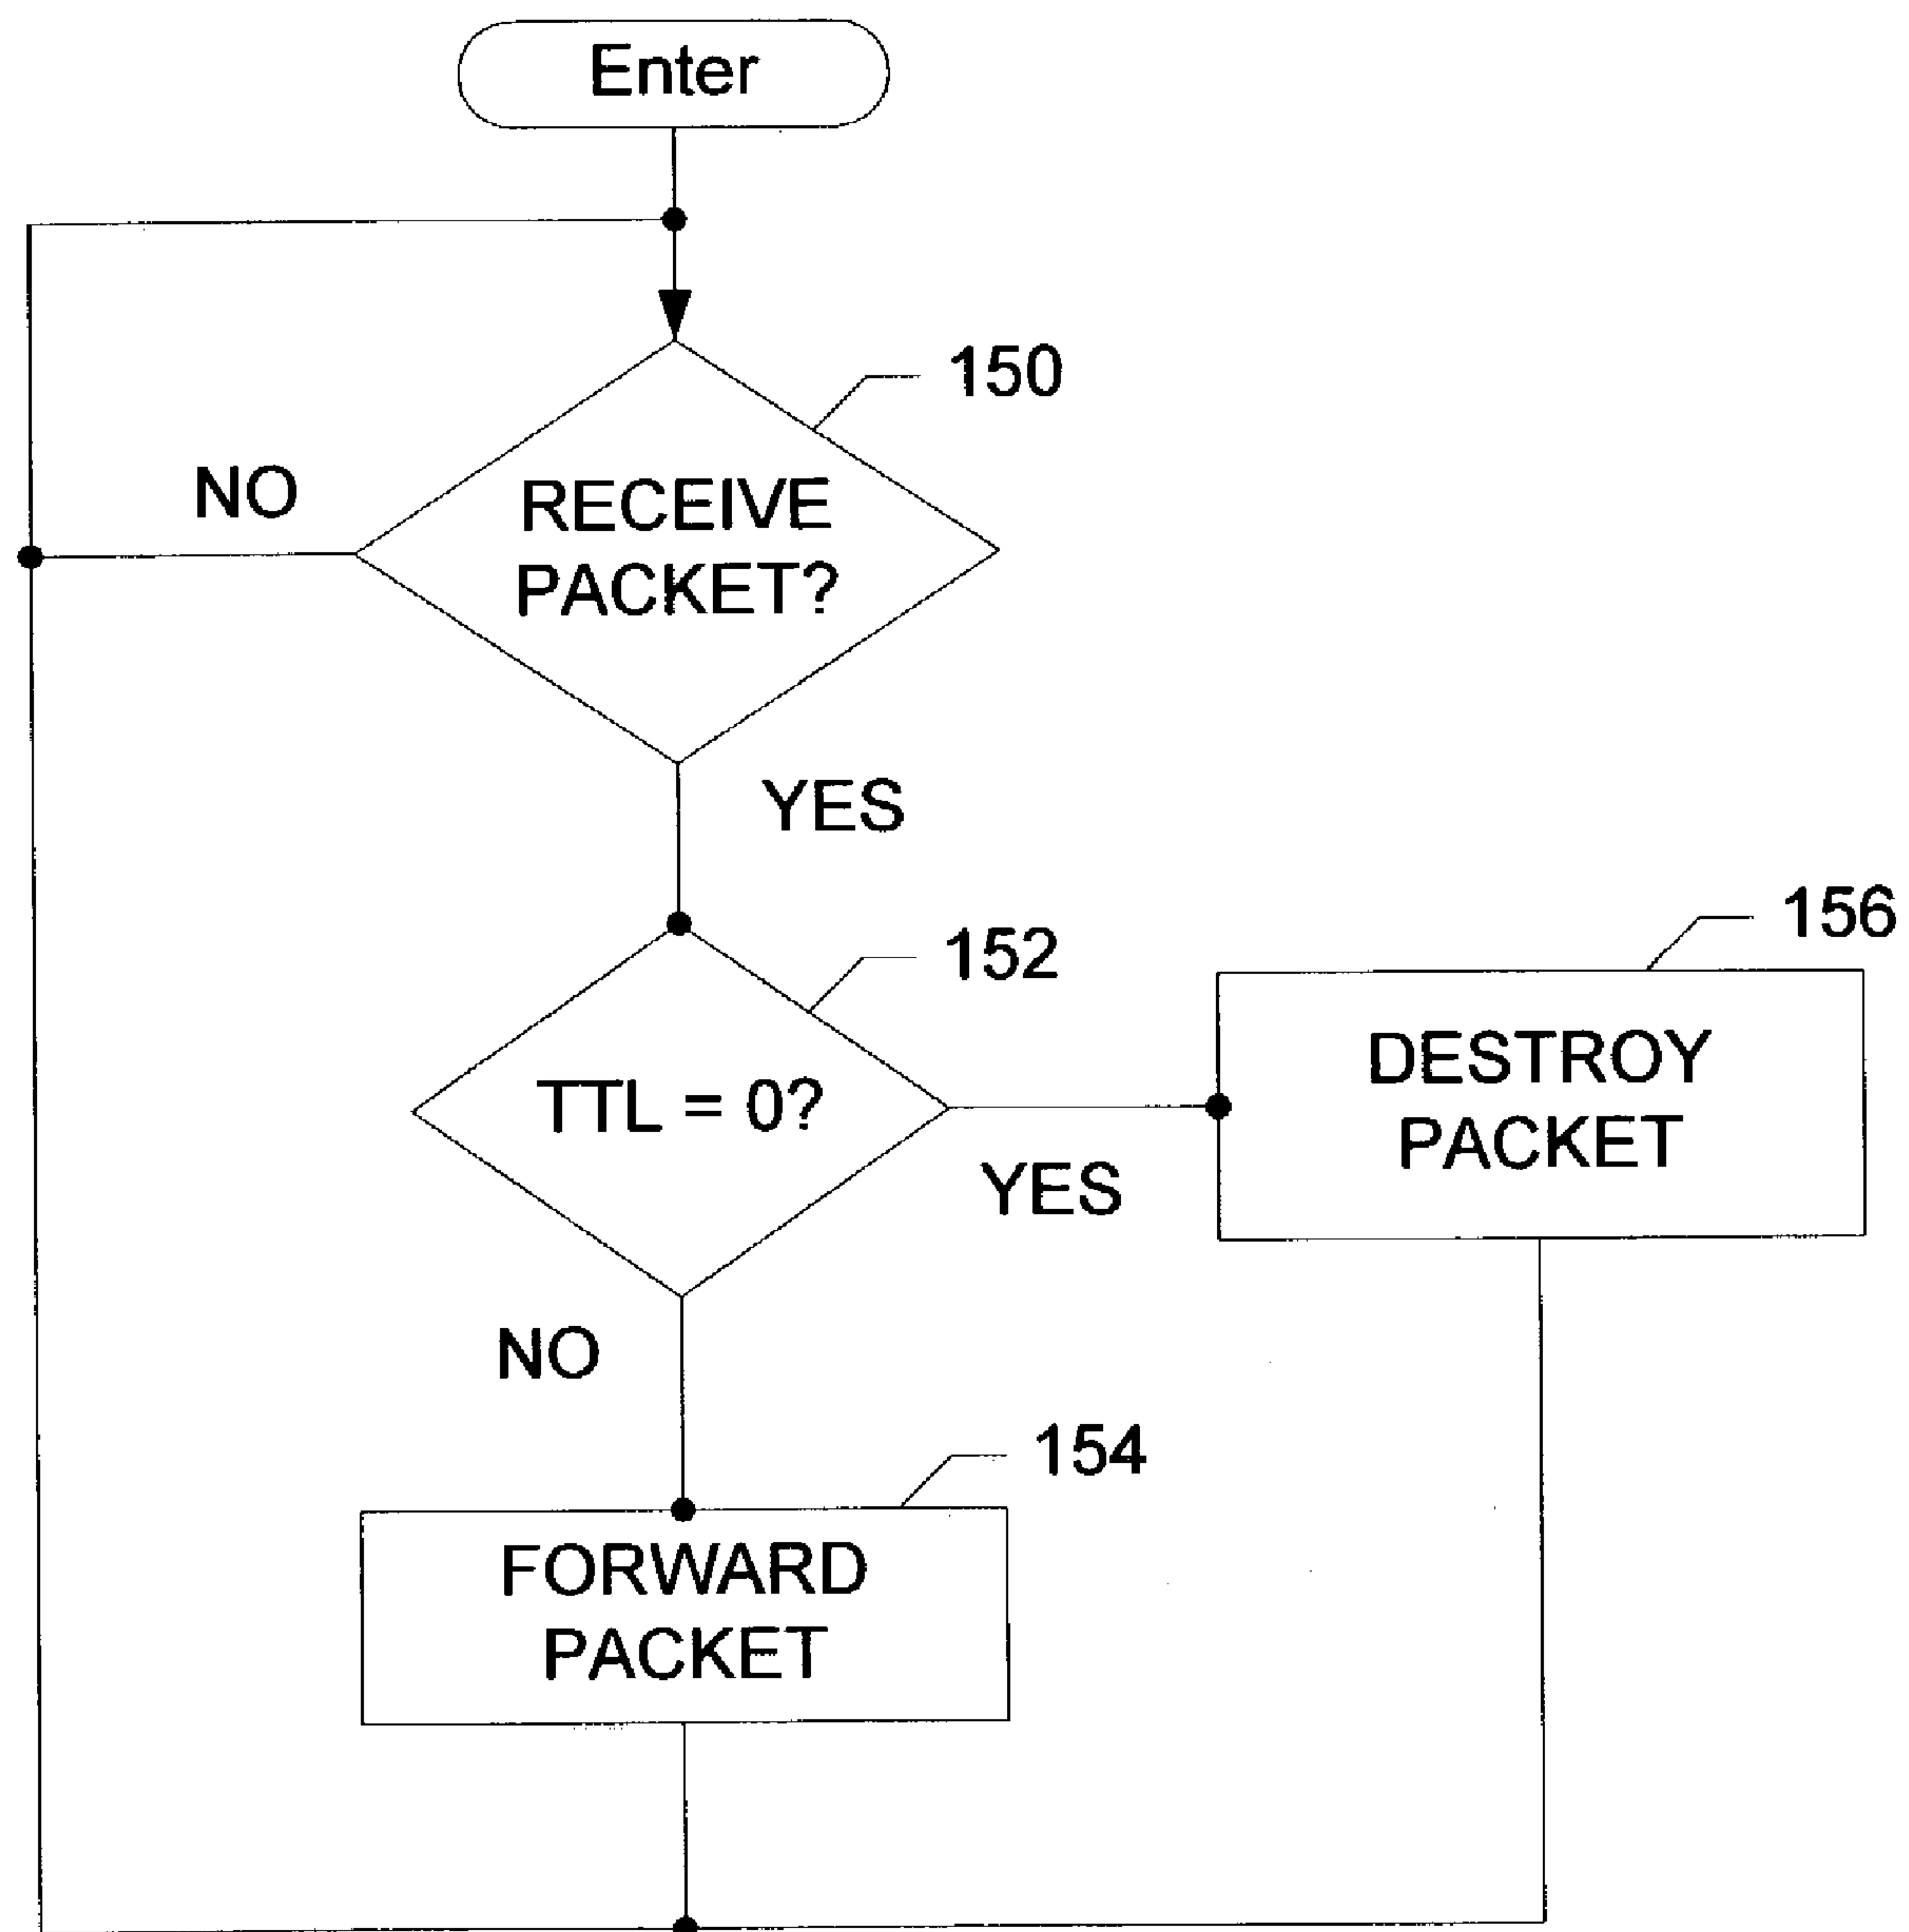 Enter
150
RECEIVE
PACKET?
NO
YES
152
TTL = 0?
YES
156
DESTROY
PACKET
NO
154
FORWARD
PACKET